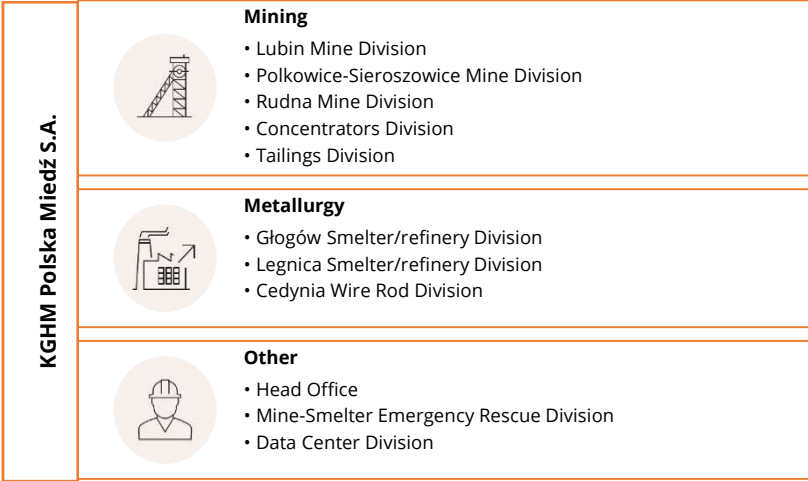 KGHM Polska Miedź S.A.
Mining
• Lubin Mine Division
• Polkowice-Sieroszowice Mine Division
• Rudna Mine Division
• Concentrators Division
• Tailings Division
Metallurgy
• Głogów Smelter/refinery Division
• Legnica Smelter/refinery Division
• Cedynia Wire Rod Division
Other
• Head Office
• Mine-Smelter Emergency Rescue Division
• Data Center Division